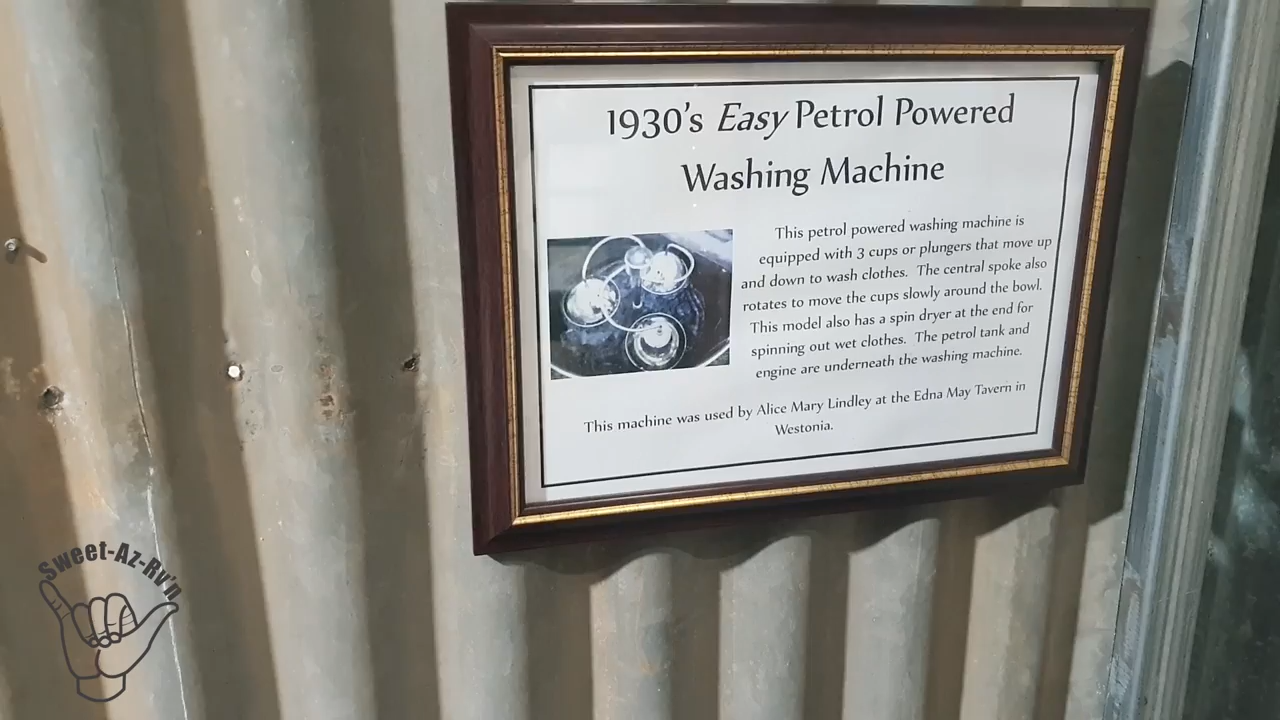 1930's Easy Petrol Powered
Washing Machine
This petrol powered washing machine is
equipped with 3 cups or plungers that move up
and down to wash clothes. The central spoke also
rotates to move the cups slowly around the bowl.
This model also has a spin dryer at the end for
spinning out wet clothes. The petrol tank and
engine are underneath the washing machine.
This machine was used by Alice Mary Lindley at the Edna May Tavern in
Westonia.
Sweet-Az-Rv'n